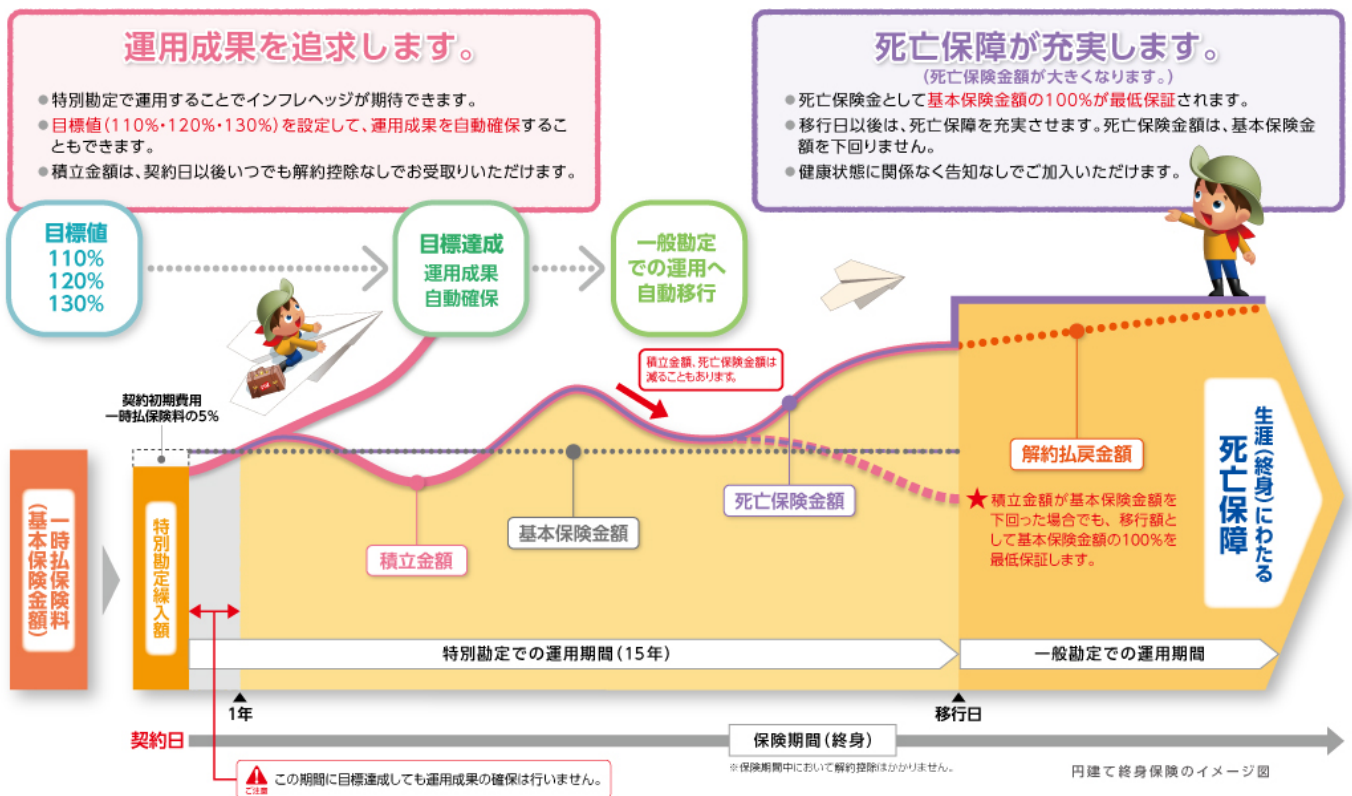 運用成果を追求します。
●特別勘定で運用することでインフレヘッジが期待できます。
●目標値(110%・120%・130%)を設定して、運用成果を自動確保するこ
ともできます。
●積立金額は、契約日以後いつでも解約控除なしでお受取りいただけます。
死亡保障が充実します。
(死亡保険金額が大きくなります。)
●死亡保険金として基本保険金額の100%が最低保証されます。
●移行日以後は、死亡保障を充実させます。死亡保険金額は、基本保険金
額を下回りません。
●健康状態に関係なく告知なしでご加入いただけます。
目標値
110%
120%
130%
目標達成
運用成果
自動確保
一般勘定
での運用へ
自動移行
積立金額、死亡保険金額は
減ることもあります。
契約初期費用
一時払保険料の5%
一時払保険料
(基本保険金額)
特別勘定繰入額
積立金額
基本保険金額
死亡保険金額
解約払戻金額
★積立金額が基本保険金額を
下回った場合でも、移行額と
して基本保険金額の100%を
最低保証します。
生涯(終身)にわたる
死亡保障
特別勘定での運用期間(15年)
一般勘定での運用期間
1年
移行日
契約日
保険期間(終身)
※保険期間中において解約控除はかかりません。
円建て終身保険のイメージ図
ご注意
この期間に目標達成しても運用成果の確保は行いません。